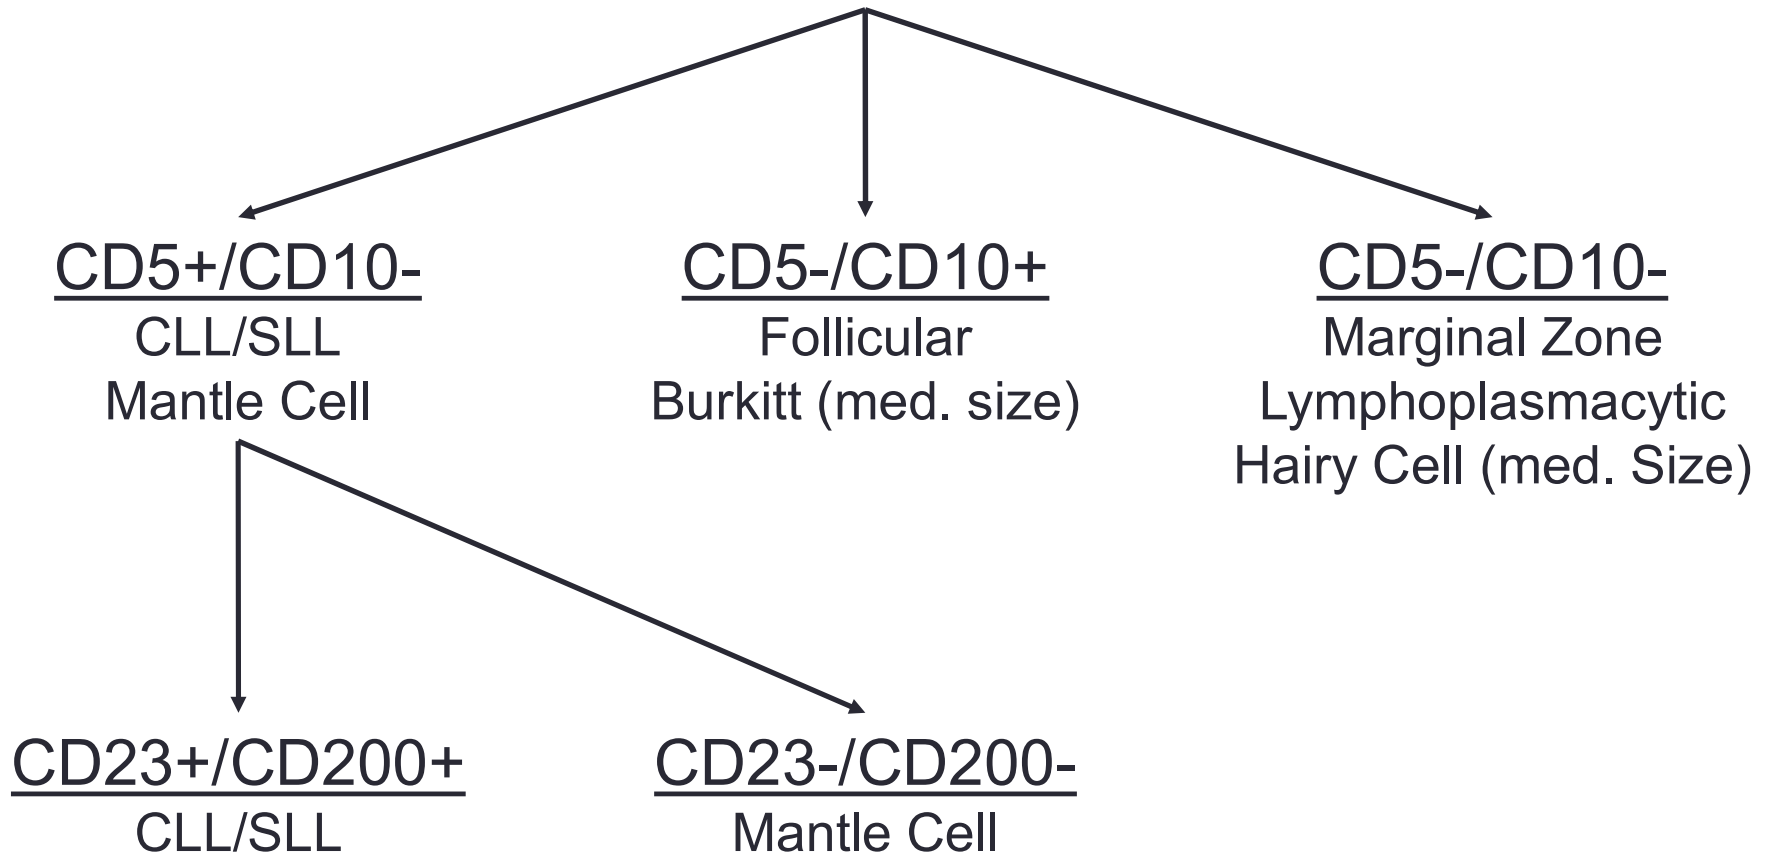 CD5+/CD10-
CLL/SLL
Mantle Cell
CD5-/CD10+
Follicular
Burkitt (med. size)
CD5-/CD10-
Marginal Zone
Lymphoplasmacytic
Hairy Cell (med. Size)
CD23+/CD200+
CLL/SLL
CD23-/CD200-
Mantle Cell